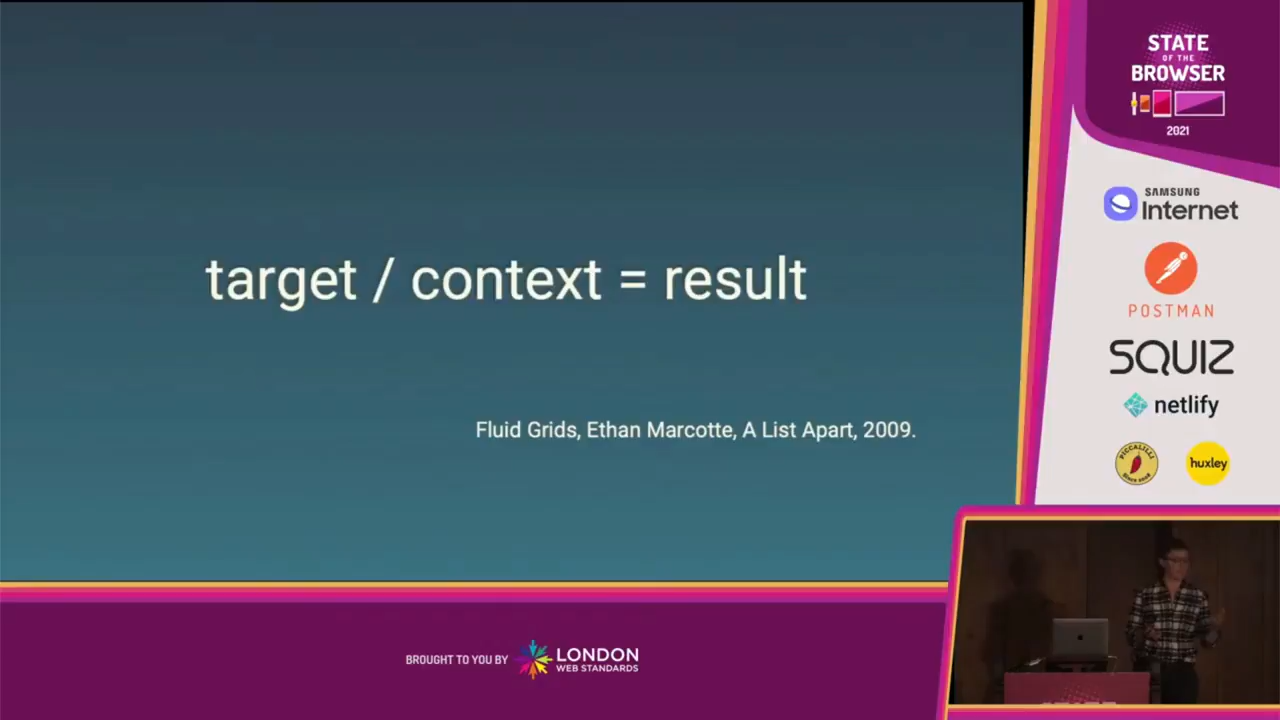 target / context = result
Fluid Grids, Ethan Marcotte, A List Apart, 2009.
STATE
OF THE
BROWSER
2021
SAMSUNG
Internet
POSTMAN
SQUIZ
netlify
PICCALILLI
huxley
BROUGHT TO YOU BY
LONDON
WEB STANDARDS